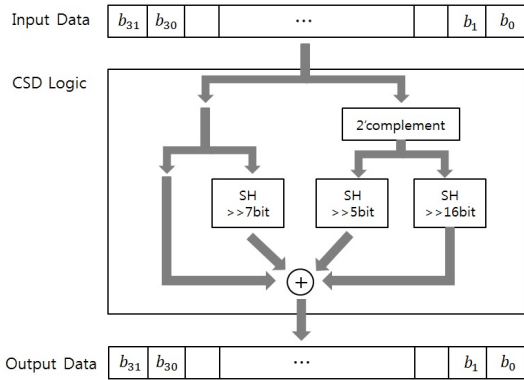 Input Data b31 b30 ... b1 b0
CSD Logic
2'complement
SH SH SH
>>7bit >>5bit >>16bit
+
Output Data b31 b30 ... b1 b0